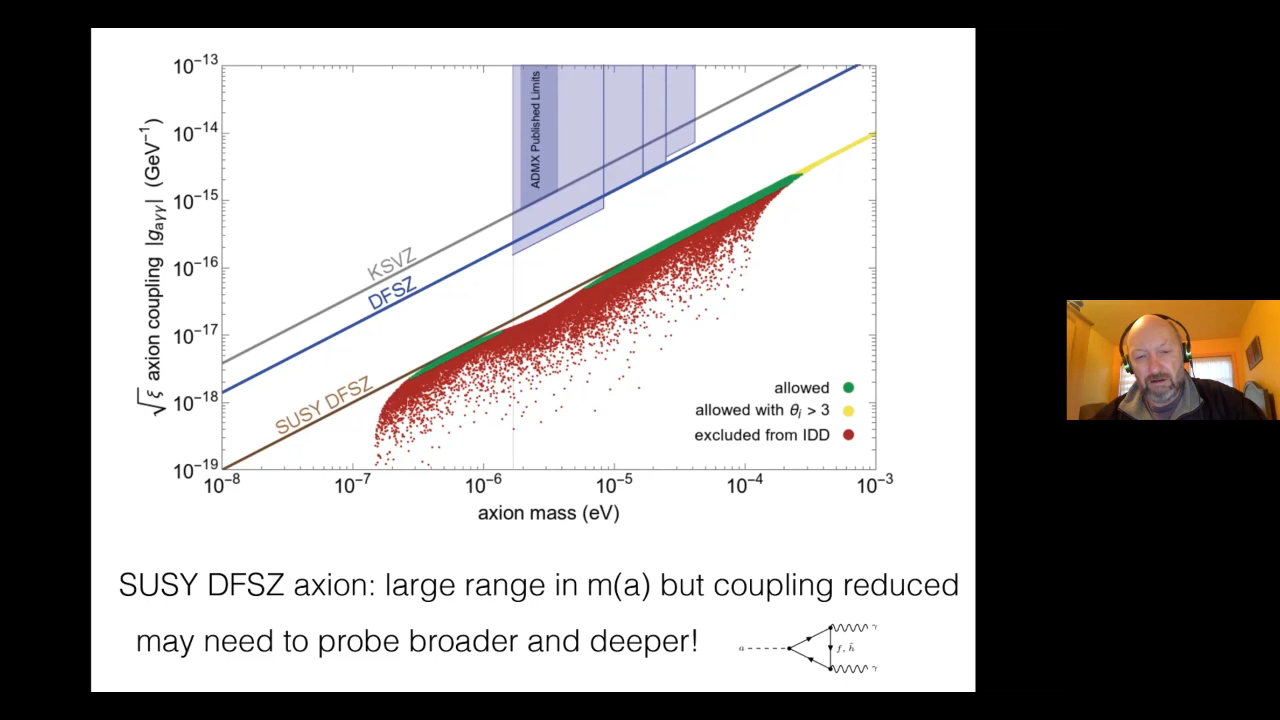 10⁻¹³
10⁻¹⁴
10⁻¹⁵
10⁻¹⁶
10⁻¹⁷
10⁻¹⁸
10⁻¹⁹
√ξ axion coupling |gₐᵧᵧ| (GeV⁻¹)
ADMX Published Limits
KSVZ
DFSZ
SUSY DFSZ
allowed
allowed with θᵢ > 3
excluded from IDD
10⁻⁸ 10⁻⁷ 10⁻⁶ 10⁻⁵ 10⁻⁴ 10⁻³
axion mass (eV)
SUSY DFSZ axion: large range in m(a) but coupling reduced
may need to probe broader and deeper!
a
γ
f, h̃
γ